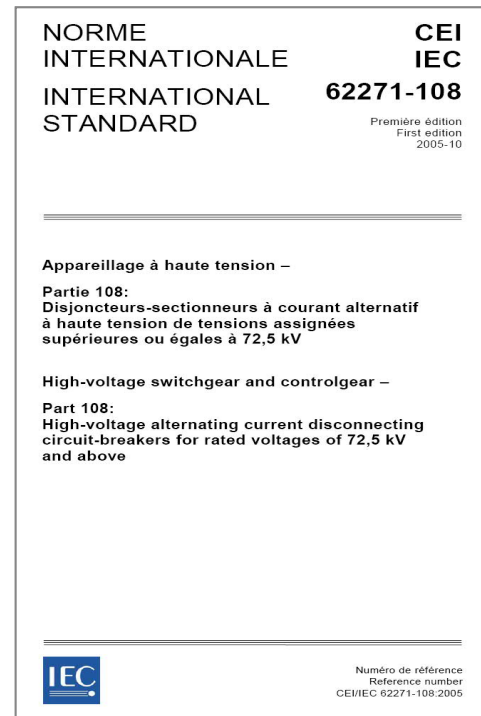 NORME
INTERNATIONALE
INTERNATIONAL
STANDARD
CEI
IEC
62271-108
Première édition
First edition
2005-10
Appareillage à haute tension –
Partie 108:
Disjoncteurs-sectionneurs à courant alternatif
à haute tension de tensions assignées
supérieures ou égales à 72,5 kV
High-voltage switchgear and controlgear –
Part 108:
High-voltage alternating current disconnecting
circuit-breakers for rated voltages of 72,5 kV
and above
IEC
Numéro de référence
Reference number
CEI/IEC 62271-108:2005